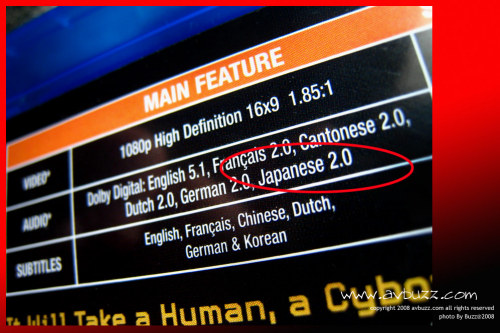 MAIN FEATURE
VIDEO*
1080p High Definition 16x9 1.85:1
AUDIO*
Dolby Digital: English 5.1, Français 2.0, Cantonese 2.0,
Dutch 2.0, German 2.0, Japanese 2.0
SUBTITLES
English, Français, Chinese, Dutch,
German & Korean
It Will Take a Human, a Cybo
www.avbuzz.com
copyright 2008 avbuzz.com all rights reserved
photo By Buzz@2008